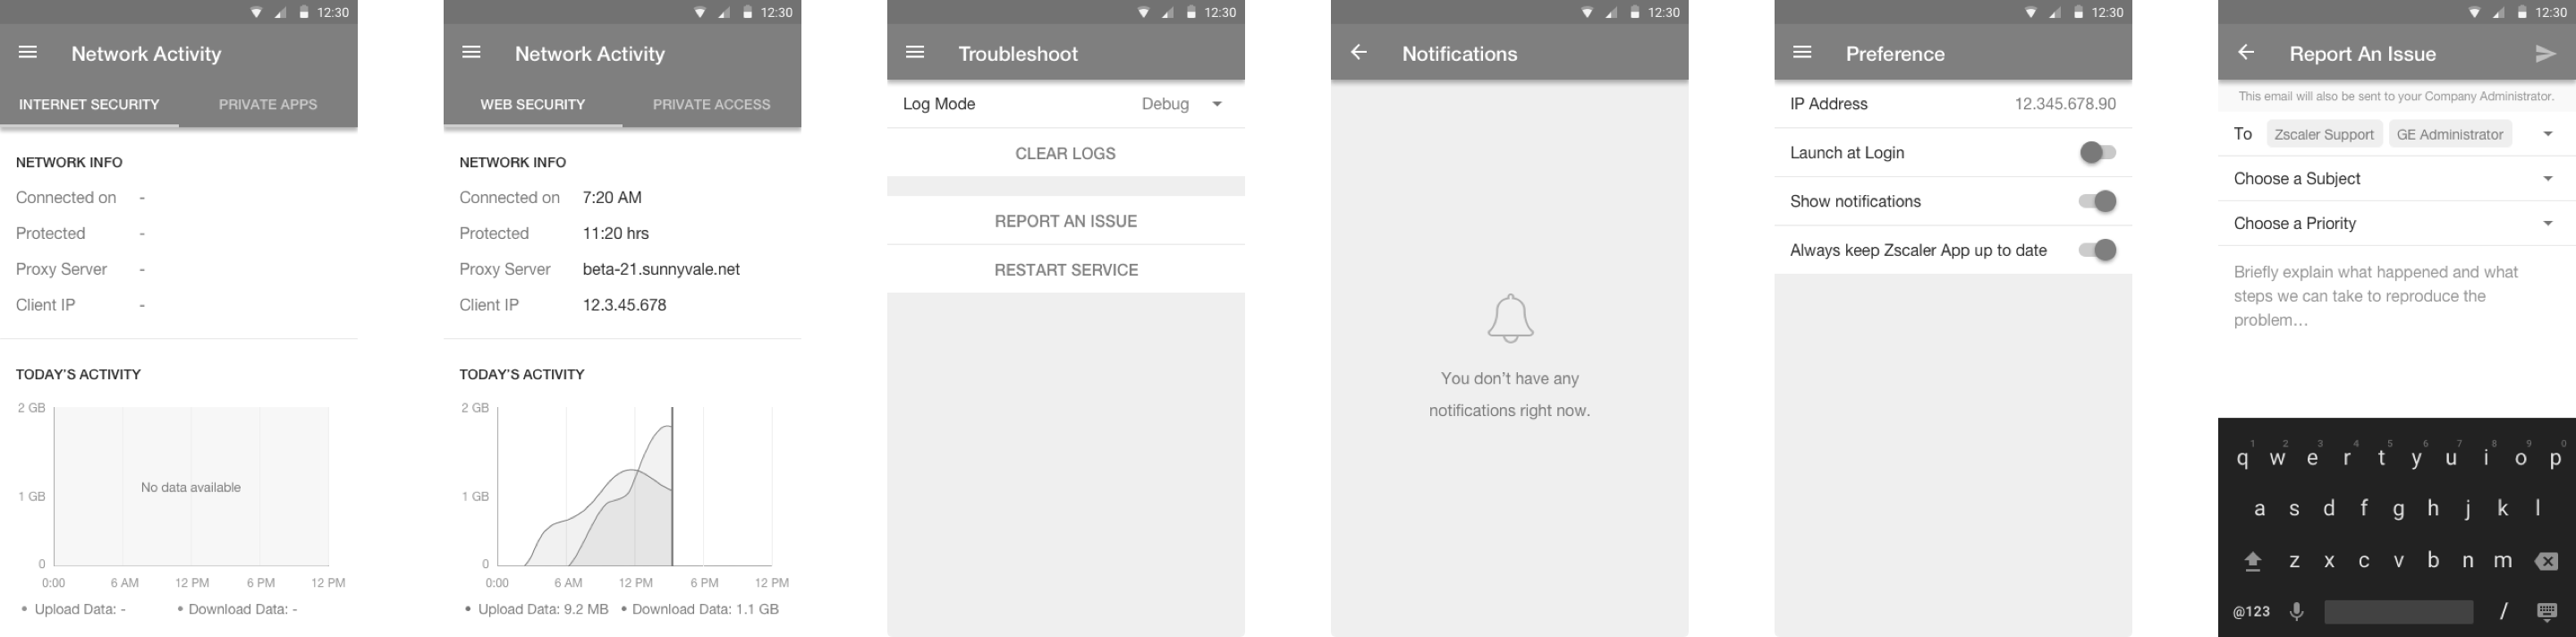 12:30
Network Activity
INTERNET SECURITY PRIVATE APPS
NETWORK INFO
Connected on -
Protected -
Proxy Server -
Client IP -
TODAY'S ACTIVITY
2 GB
No data available
1 GB
0
0:00 6 AM 12 PM 6 PM 12 PM
• Upload Data: - • Download Data: -
12:30
Network Activity
WEB SECURITY PRIVATE ACCESS
NETWORK INFO
Connected on 7:20 AM
Protected 11:20 hrs
Proxy Server beta-21.sunnyvale.net
Client IP 12.3.45.678
TODAY'S ACTIVITY
2 GB
1 GB
0
0:00 6 AM 12 PM 6 PM 12 PM
• Upload Data: 9.2 MB • Download Data: 1.1 GB
12:30
Troubleshoot
Log Mode Debug
CLEAR LOGS
REPORT AN ISSUE
RESTART SERVICE
12:30
Notifications
You don't have any
notifications right now.
12:30
Preference
IP Address 12.345.678.90
Launch at Login
Show notifications
Always keep Zscaler App up to date
12:30
Report An Issue
This email will also be sent to your Company Administrator.
To Zscaler Support GE Administrator
Choose a Subject
Choose a Priority
Briefly explain what happened and what
steps we can take to reproduce the
problem...
1 2 3 4 5 6 7 8 9 0
q w e r t y u i o p
a s d f g h j k l
z x c v b n m
@123 /